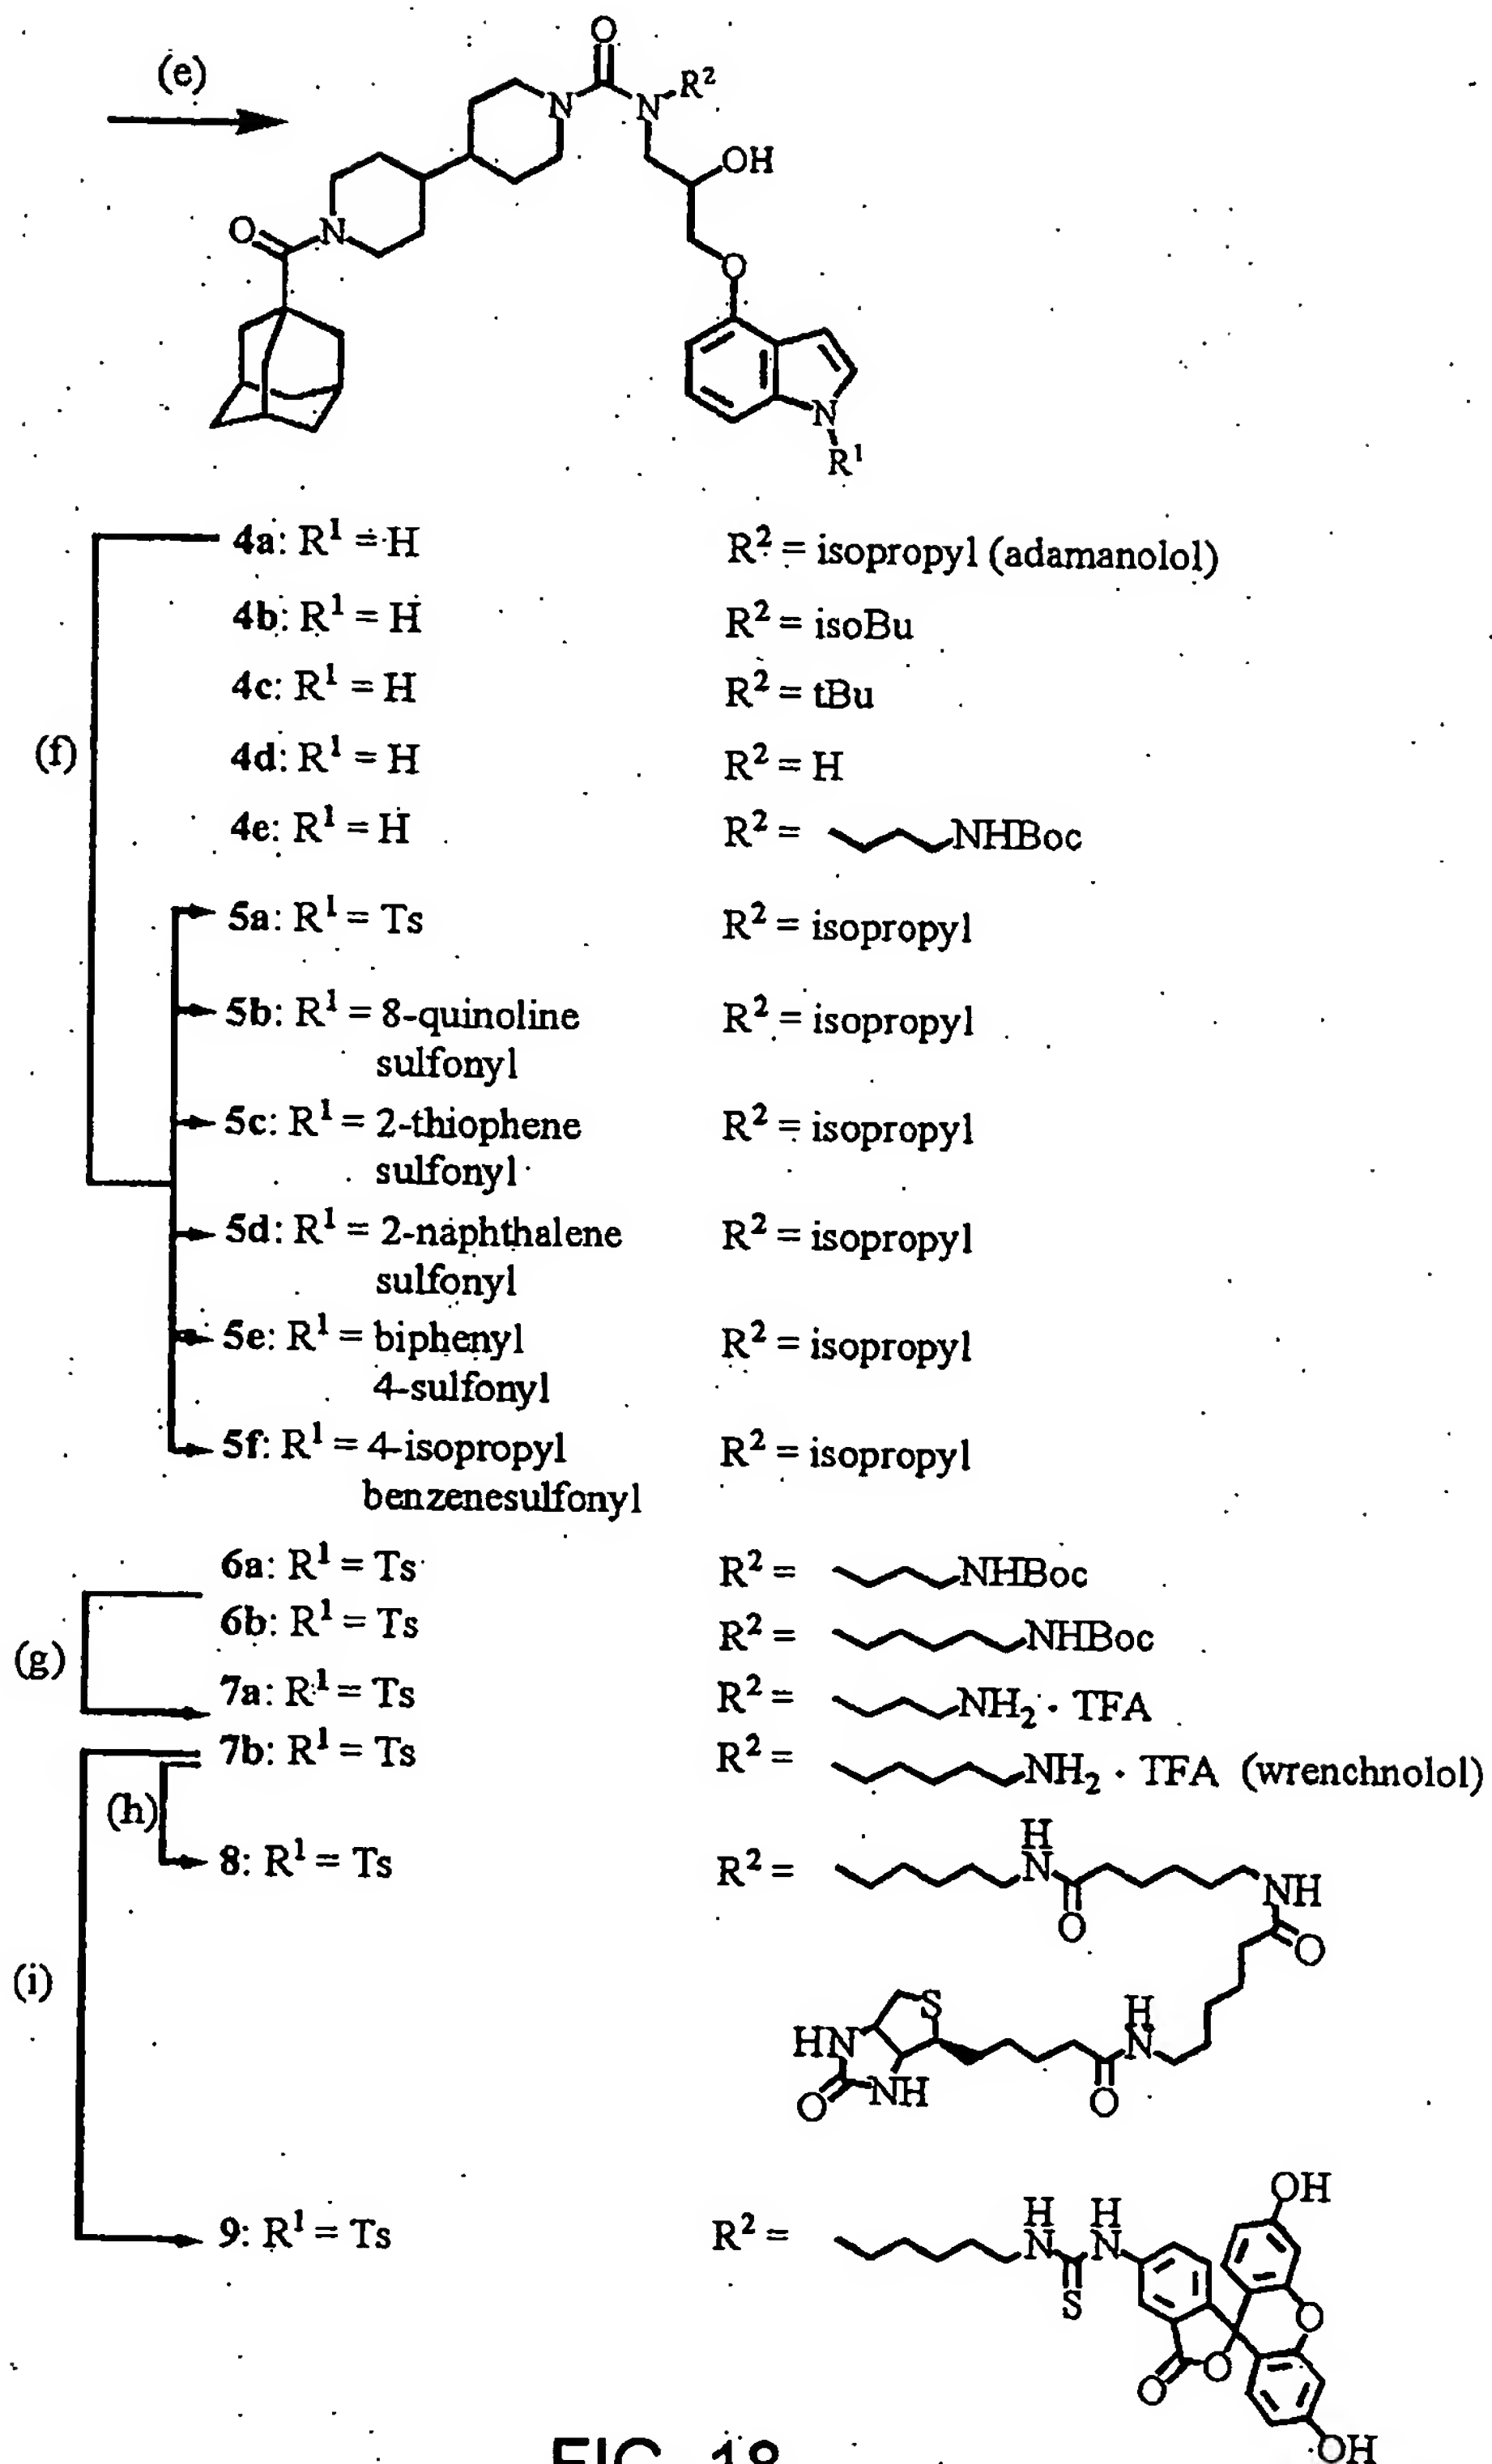 (e)
O
N
N
R²
OH
O
N
O
N
R¹
4a: R¹ = H R² = isopropyl (adamanolol)
4b: R¹ = H R² = isoBu
4c: R¹ = H R² = tBu
(f)
4d: R¹ = H R² = H
4e: R¹ = H R² = NHBoc
5a: R¹ = Ts R² = isopropyl
5b: R¹ = 8-quinoline R² = isopropyl
sulfonyl
5c: R¹ = 2-thiophene R² = isopropyl
sulfonyl
5d: R¹ = 2-naphthalene R² = isopropyl
sulfonyl
5e: R¹ = biphenyl R² = isopropyl
4-sulfonyl
5f: R¹ = 4-isopropyl R² = isopropyl
benzenesulfonyl
6a: R¹ = Ts R² = NHBoc
6b: R¹ = Ts R² = NHBoc
(g)
7a: R¹ = Ts R² = NH₂ · TFA
7b: R¹ = Ts R² = NH₂ · TFA (wrenchnolol)
(h)
8: R¹ = Ts R² =
H
N
NH
O
O
(i)
S
H
HN
N
NH
O
O
9: R¹ = Ts R² =
OH
H H
N N
S
O
O
O
OH
FIG. 18